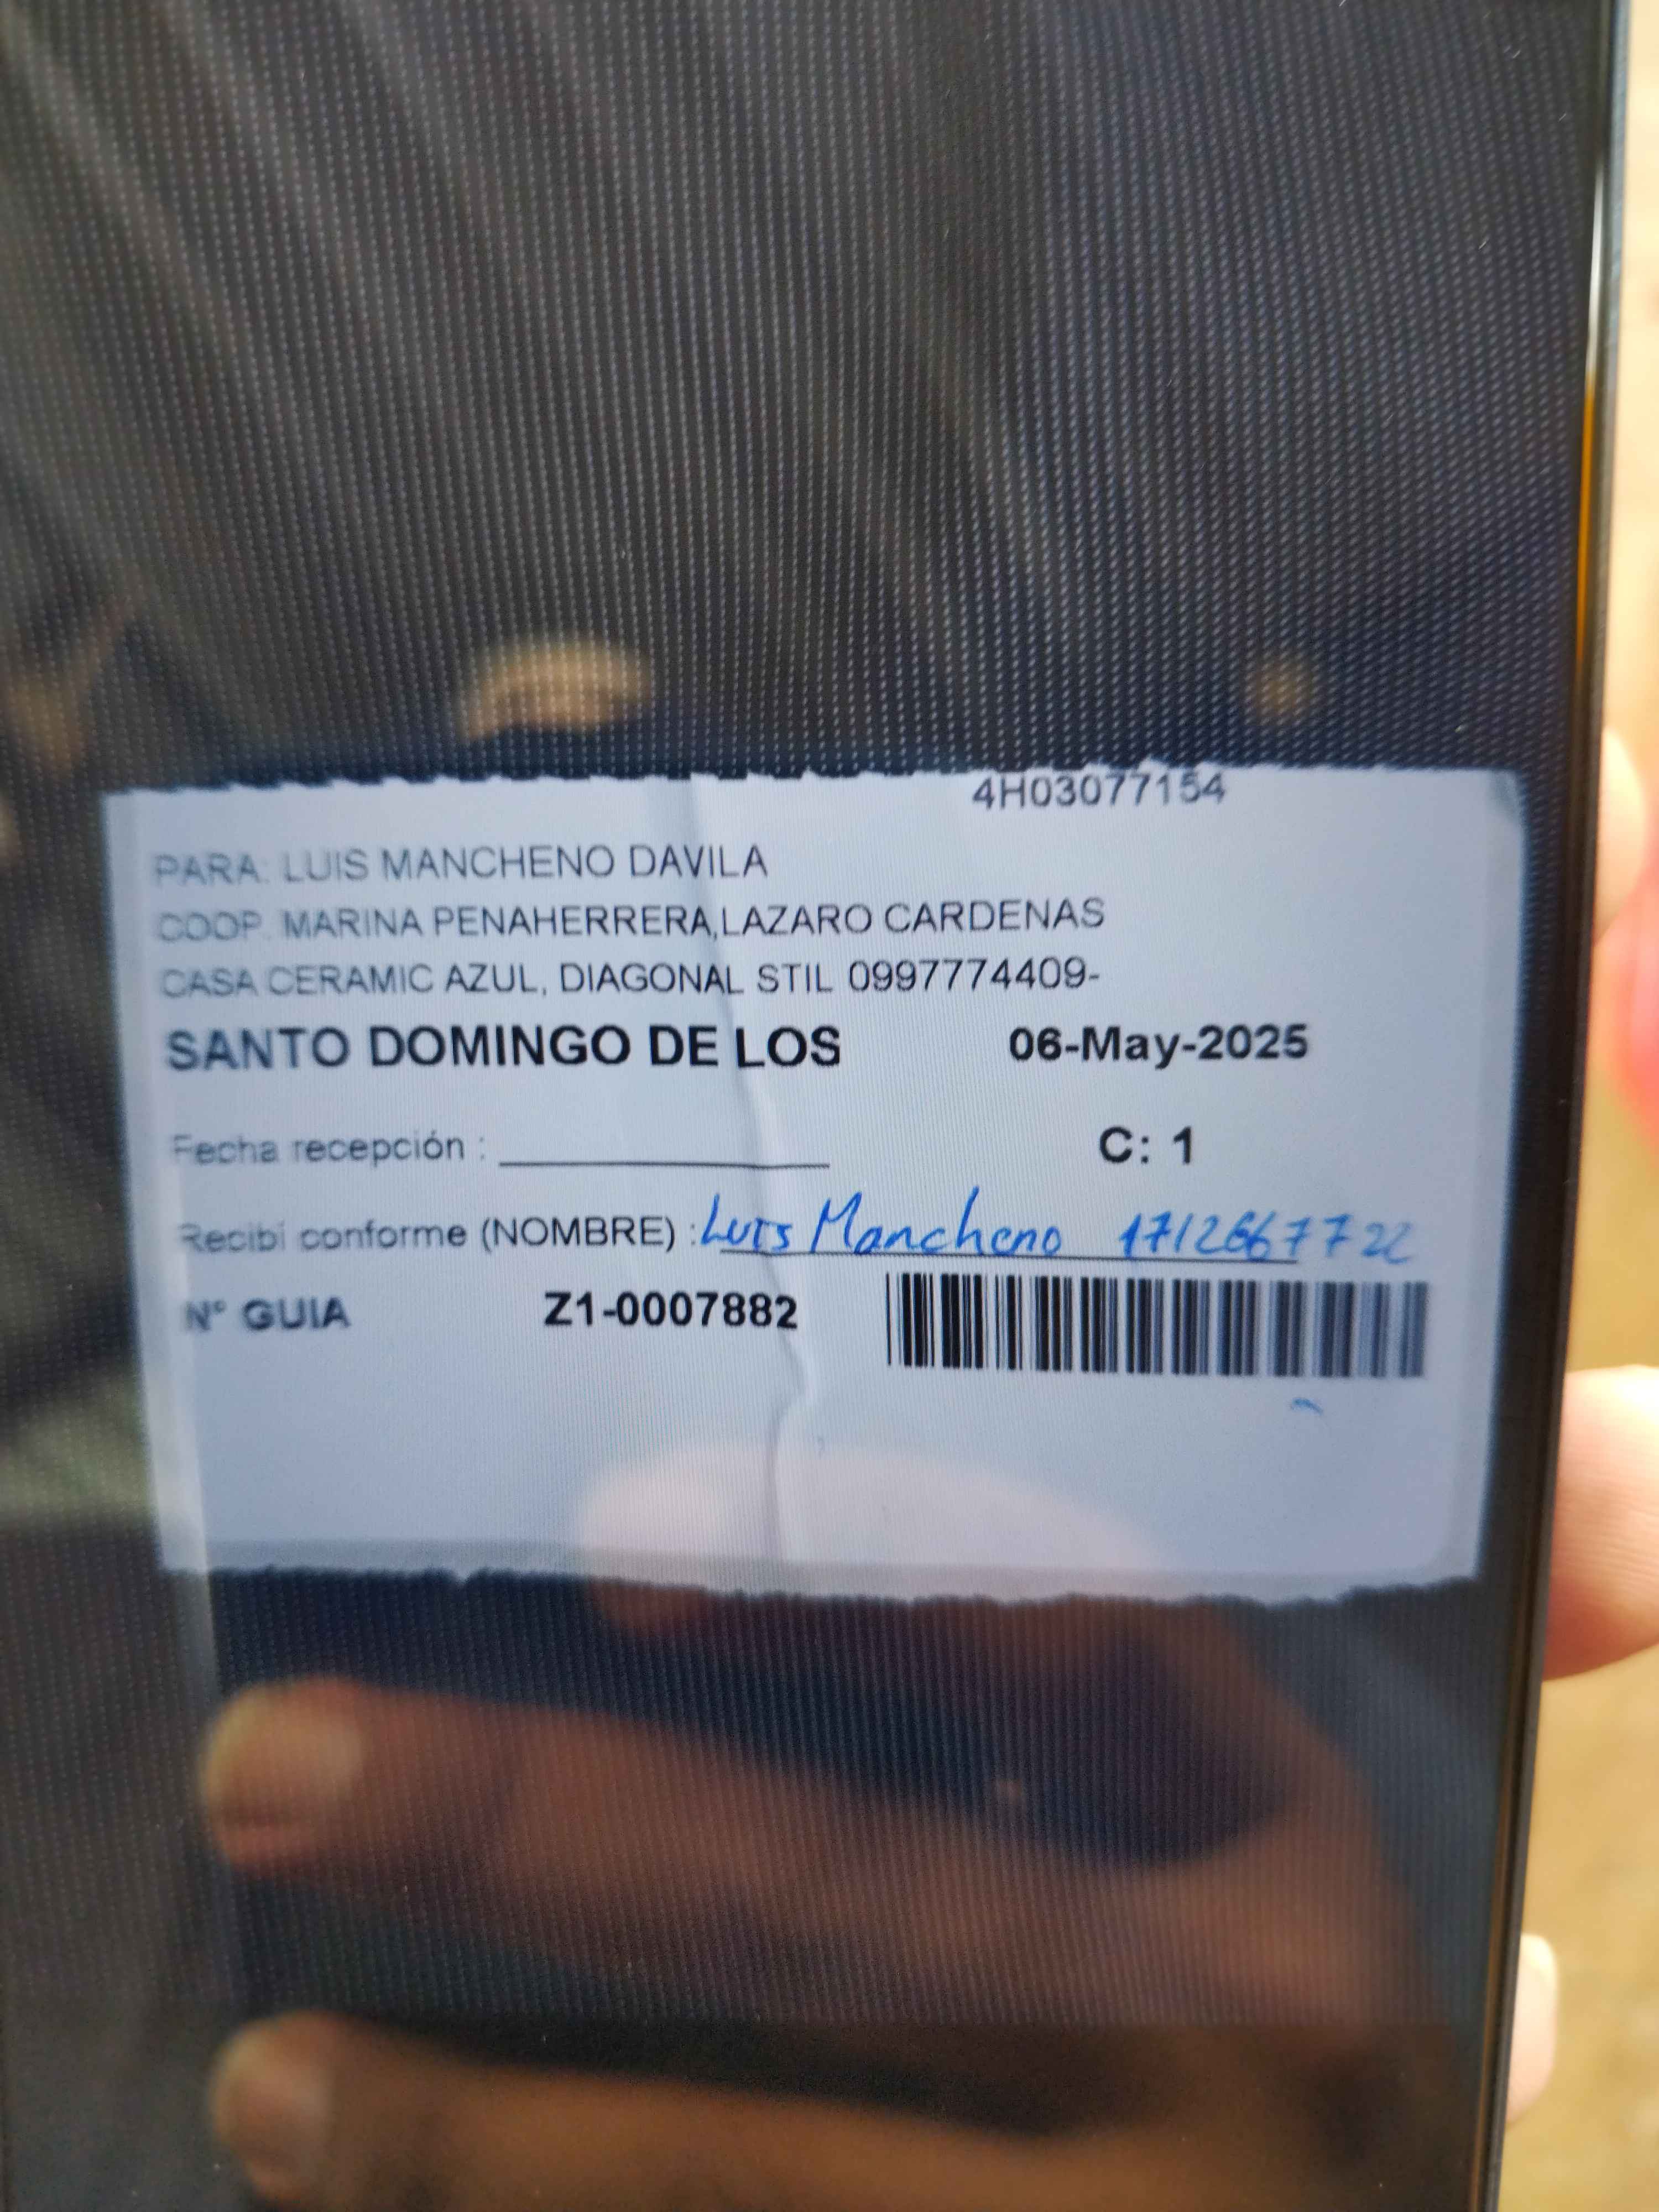 4H03077154
PARA: LUIS MANCHENO DAVILA
COOP. MARINA PENAHERRERA,LAZARO CARDENAS
CASA CERAMIC AZUL, DIAGONAL STIL 0997774409-
SANTO DOMINGO DE LOS 06-May-2025
Fecha recepción : C: 1
Recibí conforme (NOMBRE) : Luis Mancheno 1712667722
Nº GUIA Z1-0007882